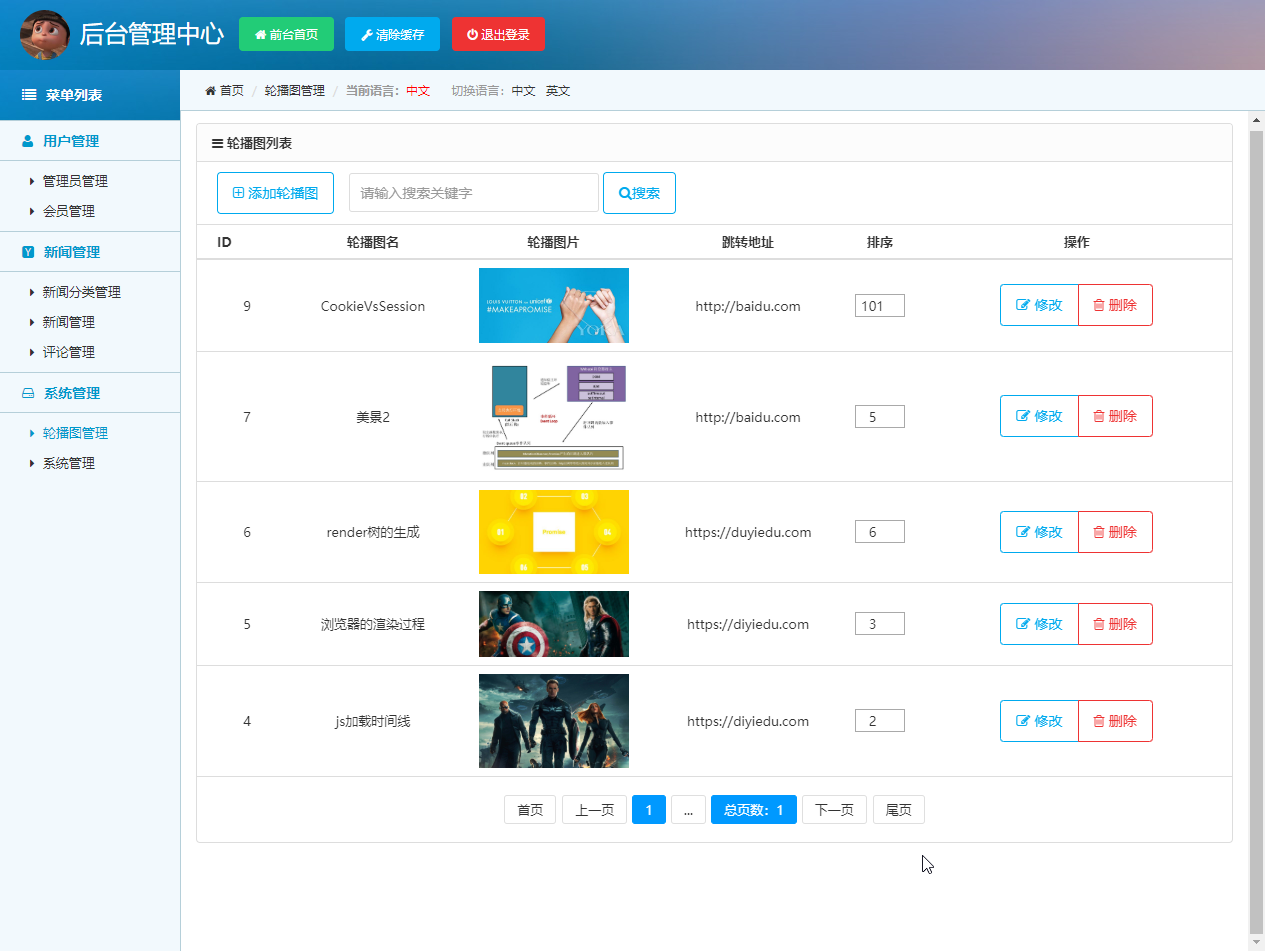 后台管理中心 前台首页 清除缓存 退出登录
菜单列表
首页 / 轮播图管理 / 当前语言：中文 切换语言：中文 英文
用户管理
管理员管理
会员管理
新闻管理
新闻分类管理
新闻管理
评论管理
系统管理
轮播图管理
系统管理
轮播图列表
添加轮播图 请输入搜索关键字 搜索
ID 轮播图名 轮播图片 跳转地址 排序 操作
LOUIS VUITTON unicef
#MAKEAPROMISE
9 CookieVsSession http://baidu.com 101 修改 删除
7 美景2 http://baidu.com 5 修改 删除
02 03
01 Promise 04
6 render树的生成 https://duyiedu.com 6 修改 删除
5 浏览器的渲染过程 https://diyiedu.com 3 修改 删除
4 js加载时间线 https://diyiedu.com 2 修改 删除
首页 上一页 1 ... 总页数：1 下一页 尾页